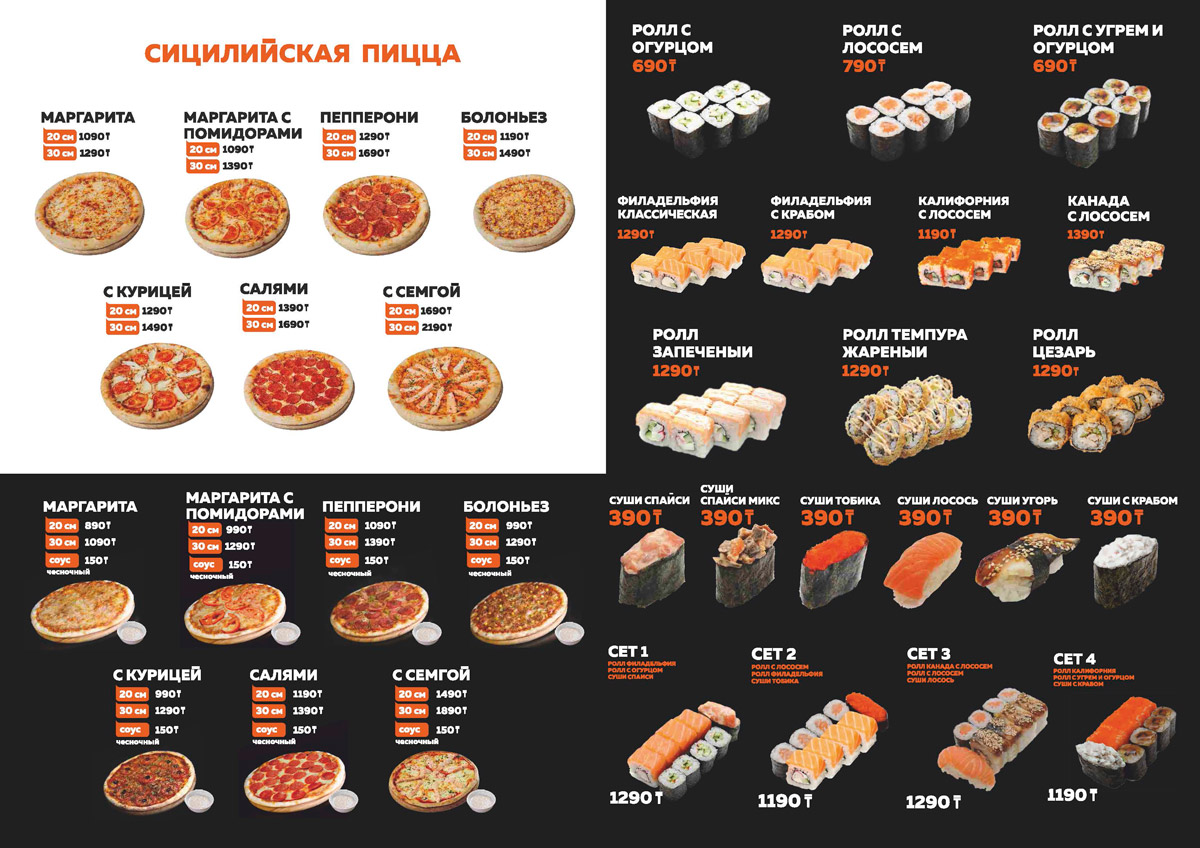 СИЦИЛИЙСКАЯ ПИЦЦА
МАРГАРИТА
20 см 1090₸
30 см 1290₸
МАРГАРИТА С
ПОМИДОРАМИ
20 см 1090₸
30 см 1390₸
ПЕППЕРОНИ
20 см 1290₸
30 см 1690₸
БОЛОНЬЕЗ
20 см 1190₸
30 см 1490₸
С КУРИЦЕЙ
20 см 1290₸
30 см 1490₸
САЛЯМИ
20 см 1390₸
30 см 1690₸
С СЕМГОЙ
20 см 1690₸
30 см 2190₸
МАРГАРИТА
20 см 890₸
30 см 1090₸
соус 150₸
чесночный
МАРГАРИТА С
ПОМИДОРАМИ
20 см 990₸
30 см 1290₸
соус 150₸
чесночный
ПЕППЕРОНИ
20 см 1090₸
30 см 1390₸
соус 150₸
чесночный
БОЛОНЬЕЗ
20 см 990₸
30 см 1290₸
соус 150₸
чесночный
С КУРИЦЕЙ
20 см 990₸
30 см 1290₸
соус 150₸
чесночный
САЛЯМИ
20 см 1190₸
30 см 1390₸
соус 150₸
чесночный
С СЕМГОЙ
20 см 1490₸
30 см 1890₸
соус 150₸
чесночный
РОЛЛ С
ОГУРЦОМ
690₸
РОЛЛ С
ЛОСОСЕМ
790₸
РОЛЛ С УГРЕМ И
ОГУРЦОМ
690₸
ФИЛАДЕЛЬФИЯ
КЛАССИЧЕСКАЯ
1290₸
ФИЛАДЕЛЬФИЯ
С КРАБОМ
1290₸
КАЛИФОРНИЯ
С ЛОСОСЕМ
1190₸
КАНАДА
С ЛОСОСЕМ
1390₸
РОЛЛ
ЗАПЕЧЕНЫИ
1290₸
РОЛЛ ТЕМПУРА
ЖАРЕНЫИ
1290₸
РОЛЛ
ЦЕЗАРЬ
1290₸
СУШИ СПАЙСИ
390₸
СУШИ
СПАЙСИ МИКС
390₸
СУШИ ТОБИКА
390₸
СУШИ ЛОСОСЬ
390₸
СУШИ УГОРЬ
390₸
СУШИ С КРАБОМ
390₸
СЕТ 1
РОЛЛ ФИЛАДЕЛЬФИЯ
РОЛЛ С ОГУРЦОМ
СУШИ СПАЙСИ
1290₸
СЕТ 2
РОЛЛ С ЛОСОСЕМ
РОЛЛ ФИЛАДЕЛЬФИЯ
СУШИ ТОБИКА
1190₸
СЕТ 3
РОЛЛ КАНАДА С ЛОСОСЕМ
РОЛЛ С ЛОСОСЕМ
СУШИ ЛОСОСЬ
1290₸
СЕТ 4
РОЛЛ КАЛИФОРНИЯ
РОЛЛ С УГРЕМ И ОГУРЦОМ
СУШИ С КРАБОМ
1190₸